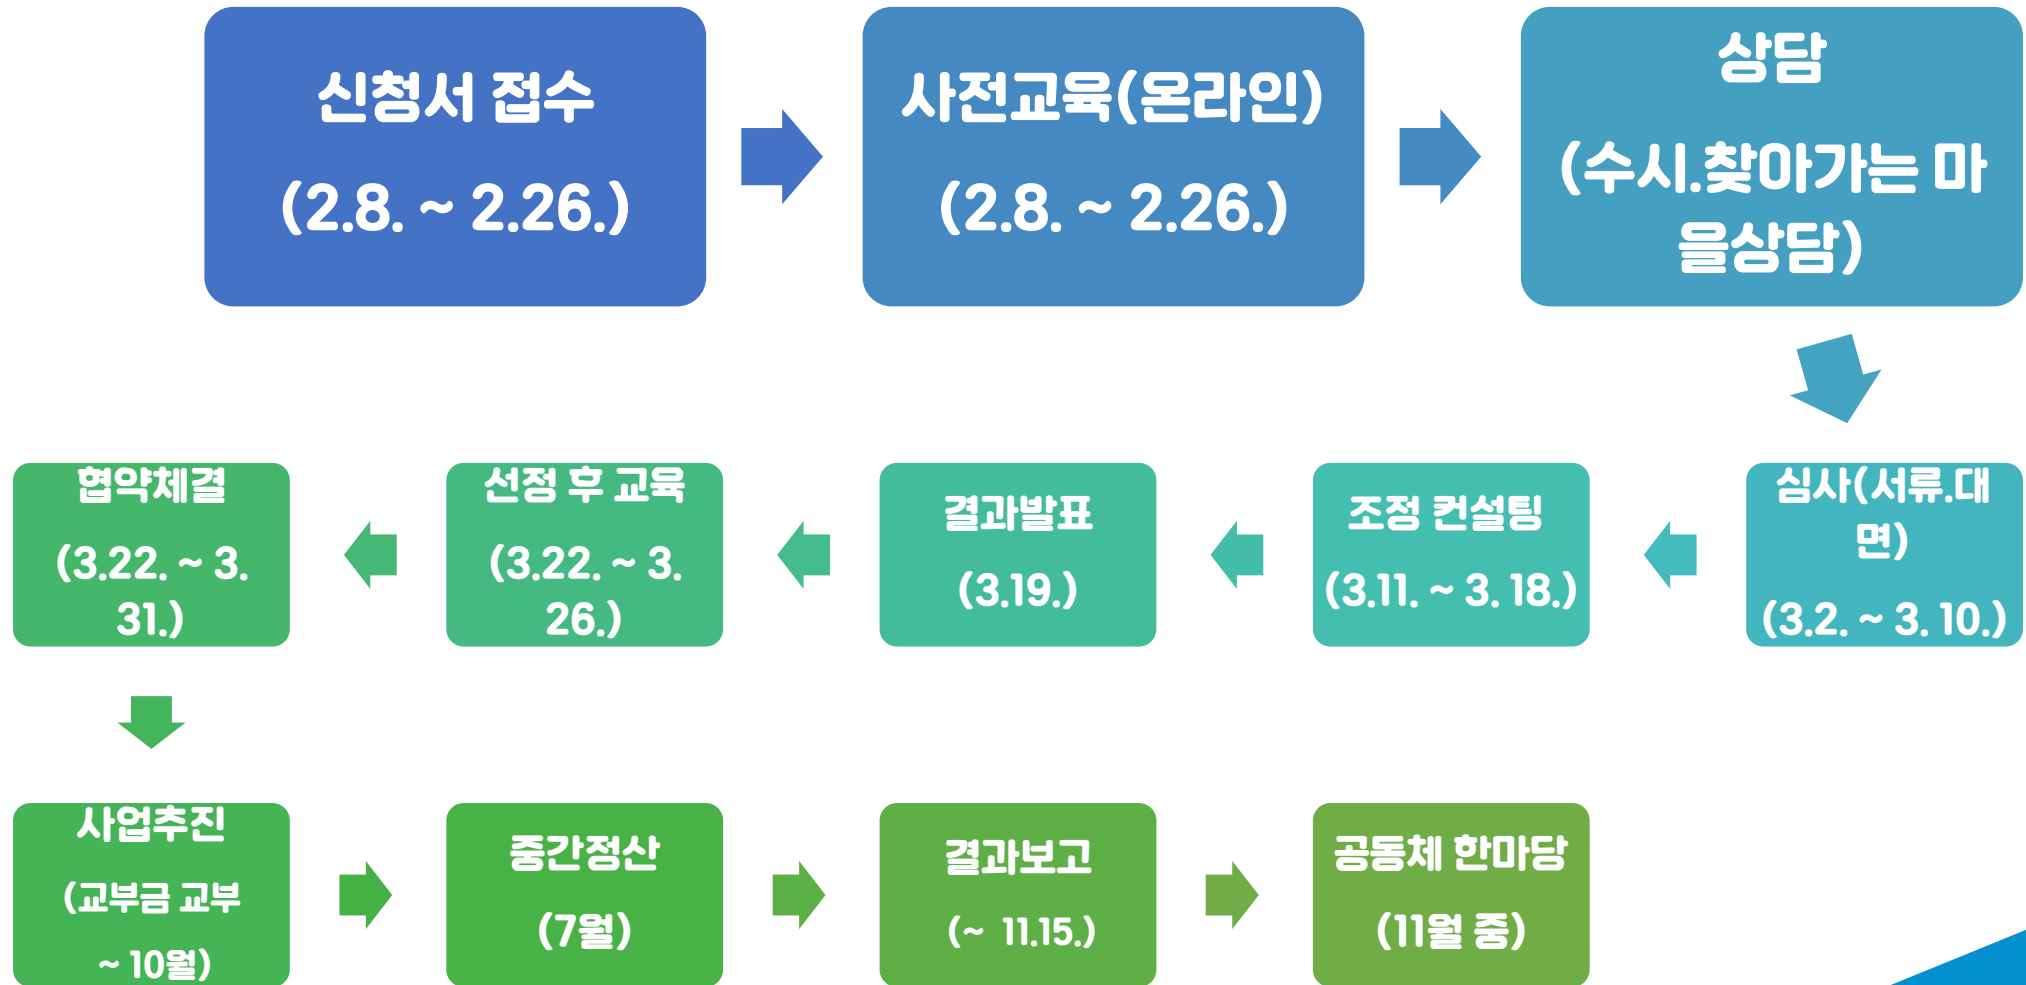 신청서 접수
(2.8. ~ 2.26.)
사전교육(온라인)
(2.8. ~ 2.26.)
상담
(수시.찾아가는 마
을상담)
심사(서류.대
면)
(3.2. ~ 3. 10.)
조정 컨설팅
(3.11. ~ 3. 18.)
결과발표
(3.19.)
선정 후 교육
(3.22. ~ 3.
26.)
협약체결
(3.22. ~ 3.
31.)
사업추진
(교부금 교부
~ 10월)
중간정산
(7월)
결과보고
(~ 11.15.)
공동체 한마당
(11월 중)